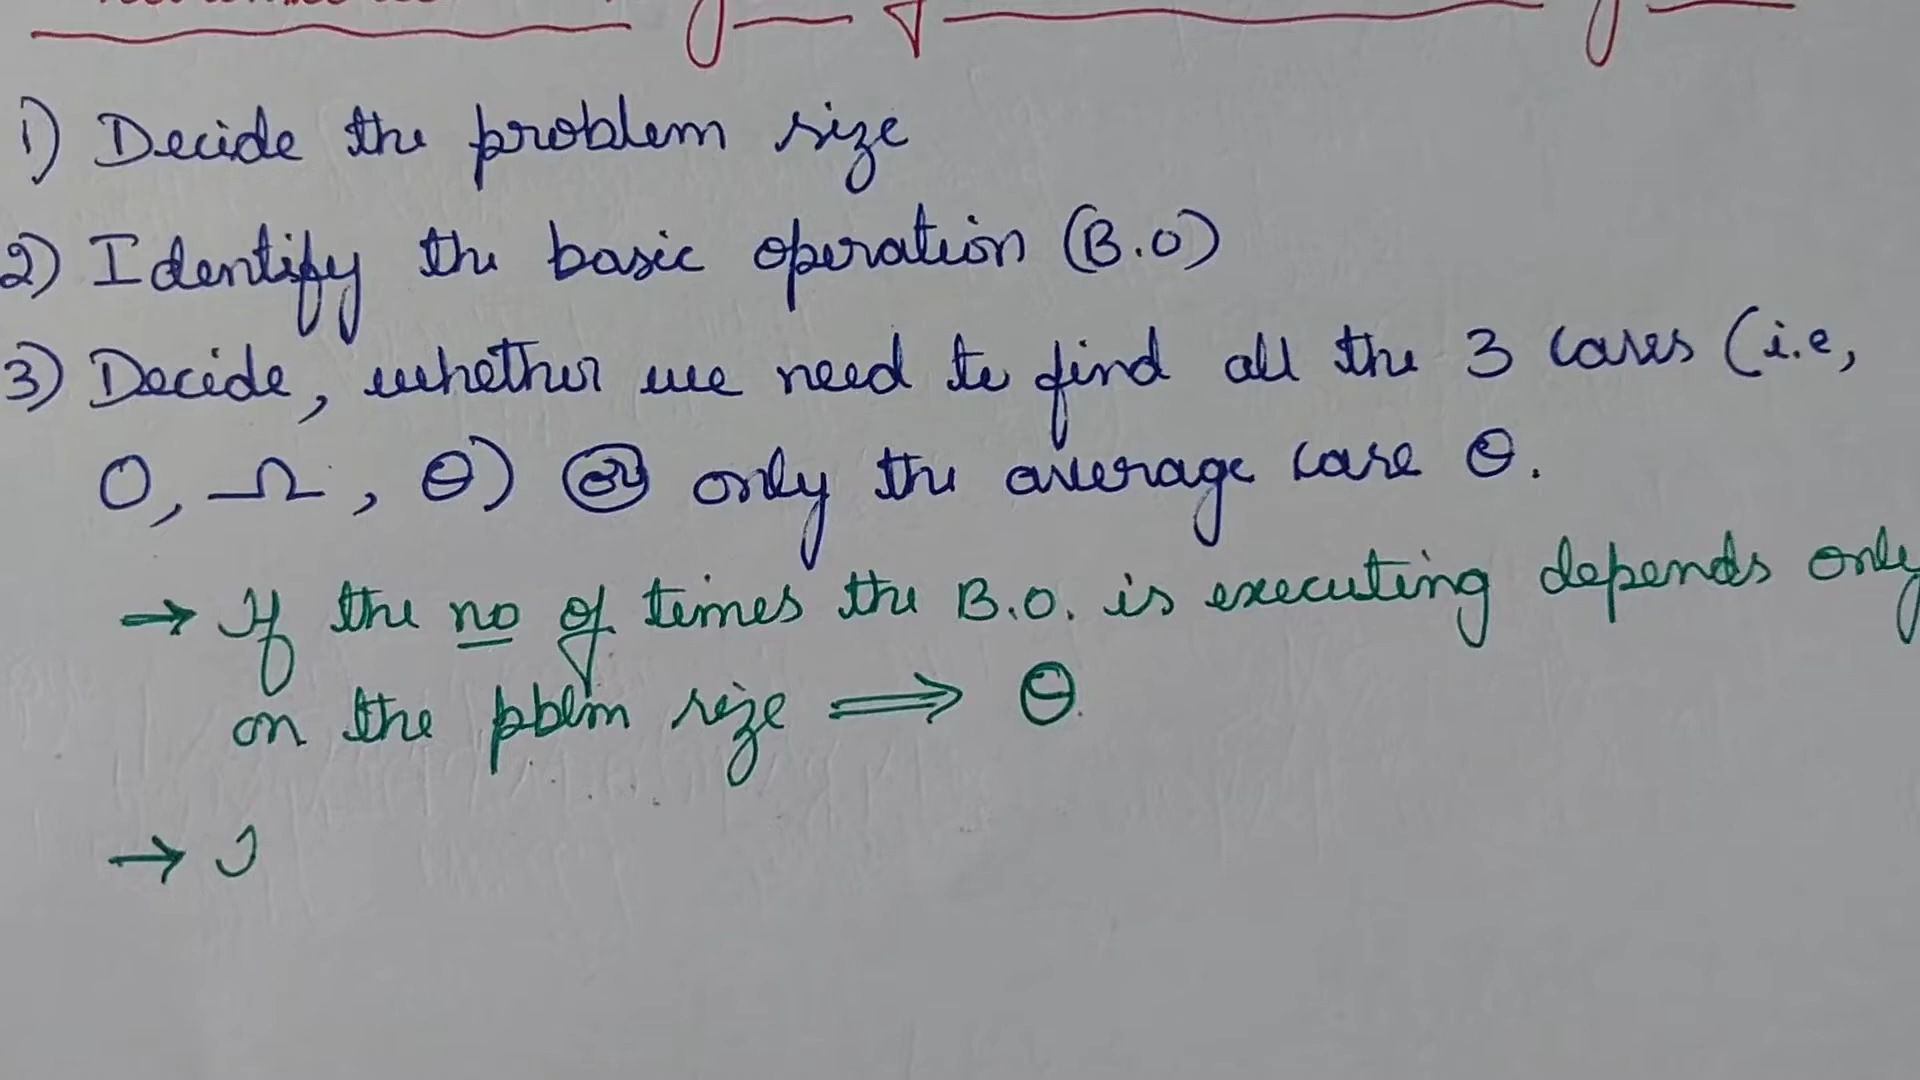 1) Decide the problem size
2) Identify the basic operation (B.O)
3) Decide, whether we need to find all the 3 cases (i.e,
O, Ω, Θ) or only the average case Θ.
→ If the no of times the B.O. is executing depends only
on the pblm size ⟹ Θ
→